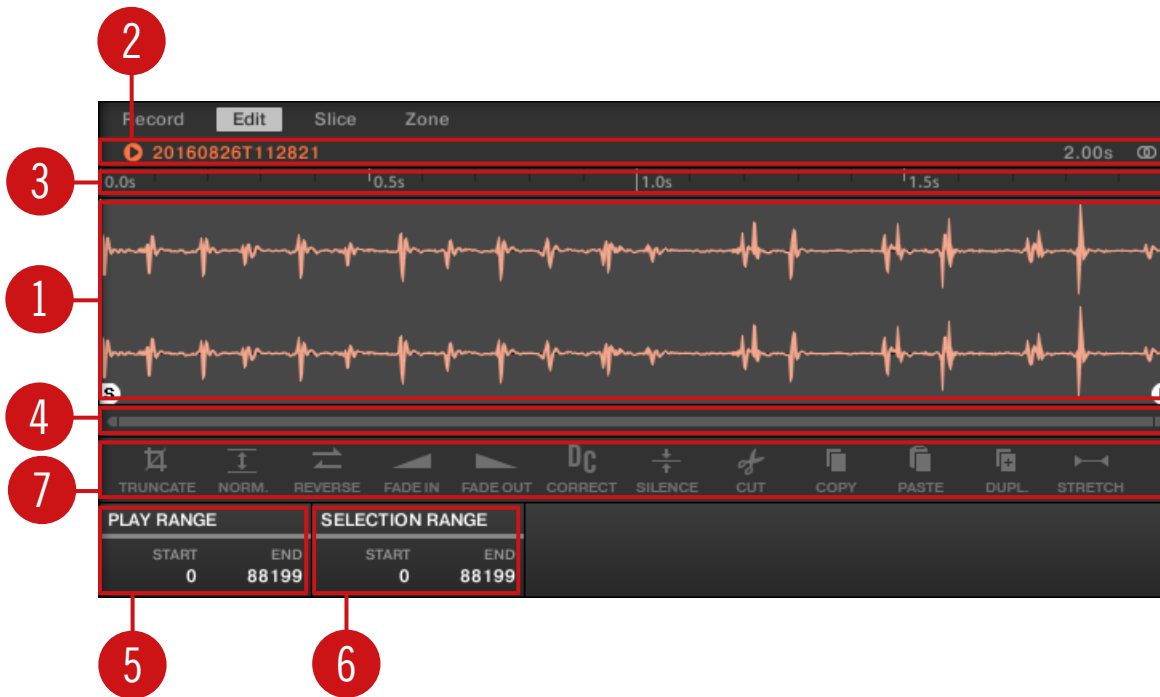 2
Record Edit Slice Zone
20160826T112821 2.00s
3
0.0s 0.5s 1.0s 1.5s
1
S
4
7
DC
TRUNCATE NORM. REVERSE FADE IN FADE OUT CORRECT SILENCE CUT COPY PASTE DUPL. STRETCH
PLAY RANGE SELECTION RANGE
START END START END
0 88199 0 88199
5 6